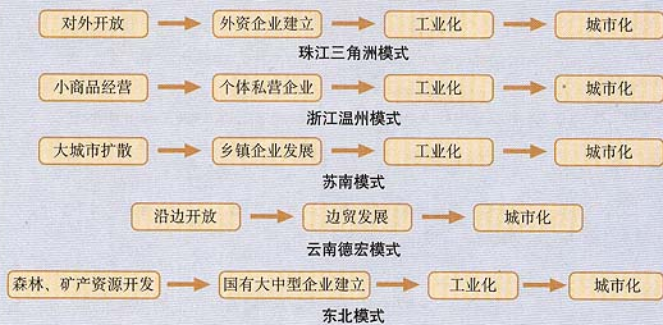 对外开放 外资企业建立 工业化 城市化
珠江三角洲模式
小商品经营 个体私营企业 工业化 城市化
浙江温州模式
大城市扩散 乡镇企业发展 工业化 城市化
苏南模式
沿边开放 边贸发展 城市化
云南德宏模式
森林、矿产资源开发 国有大中型企业建立 工业化 城市化
东北模式